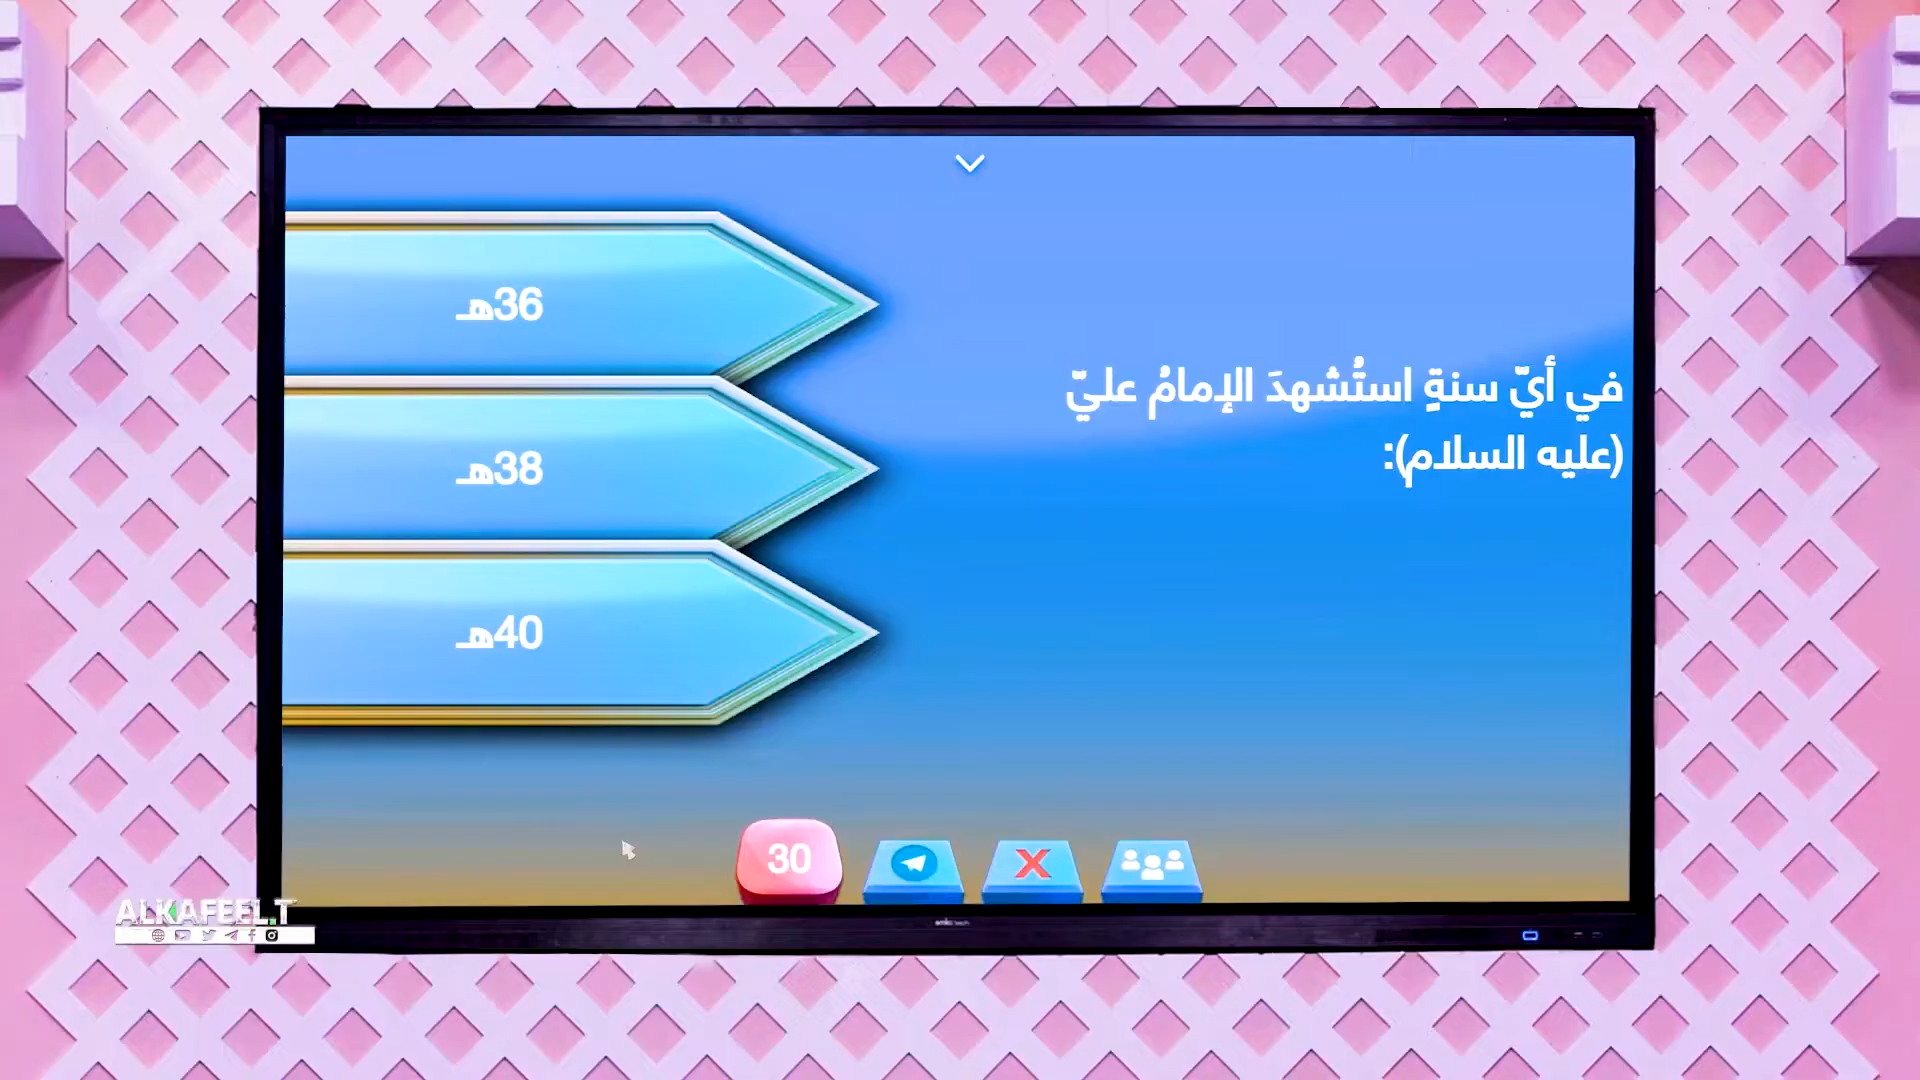 في أيّ سنةٍ استُشهدَ الإمامُ عليّ
(عليه السلام):
36هـ
38هـ
40هـ
30
X
ALKAFEEL.T